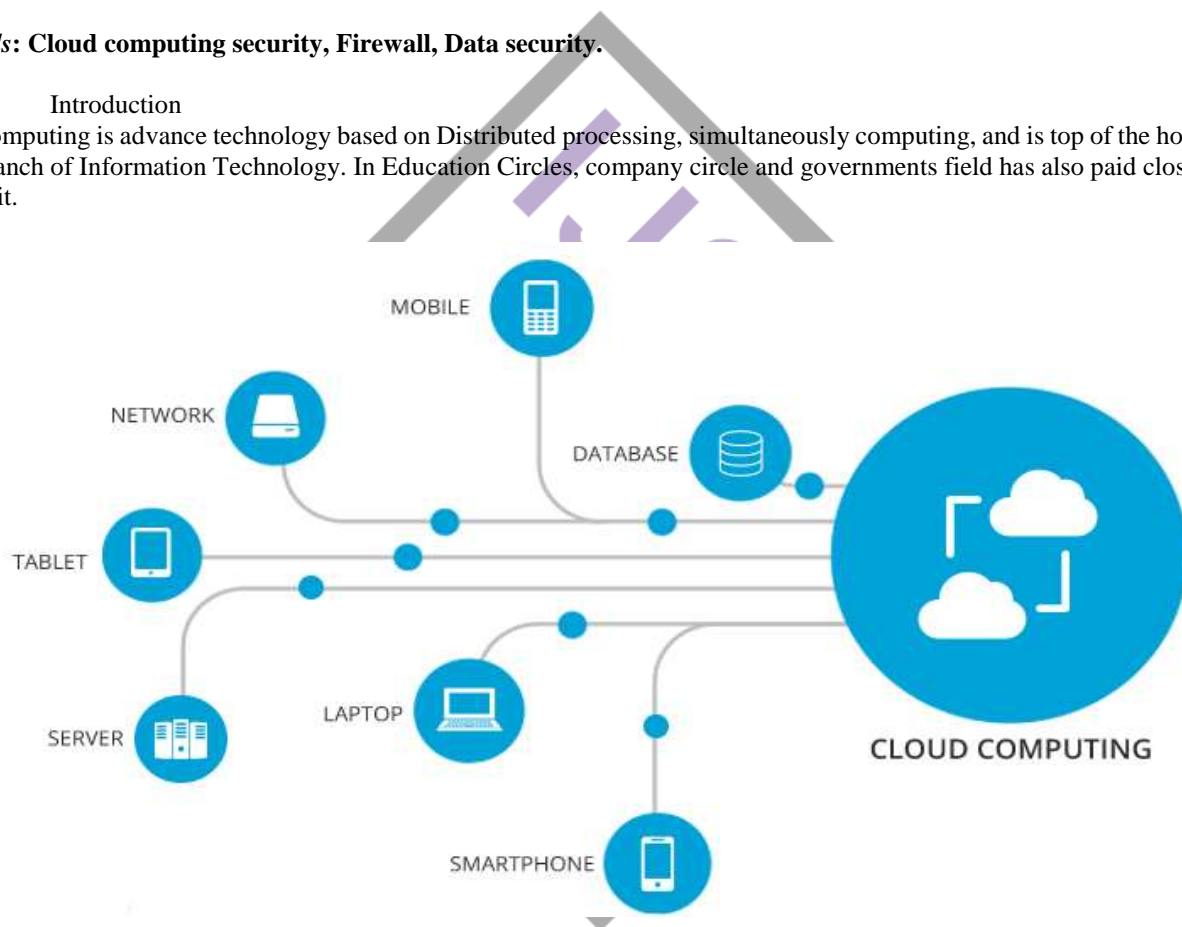 s: Cloud computing security, Firewall, Data security.
Introduction
omputing is advance technology based on Distributed processing, simultaneously computing, and is top of the ho
anch of Information Technology. In Education Circles, company circle and governments field has also paid clos
it.
MOBILE
NETWORK
DATABASE
TABLET
LAPTOP
SERVER
CLOUD COMPUTING
SMARTPHONE